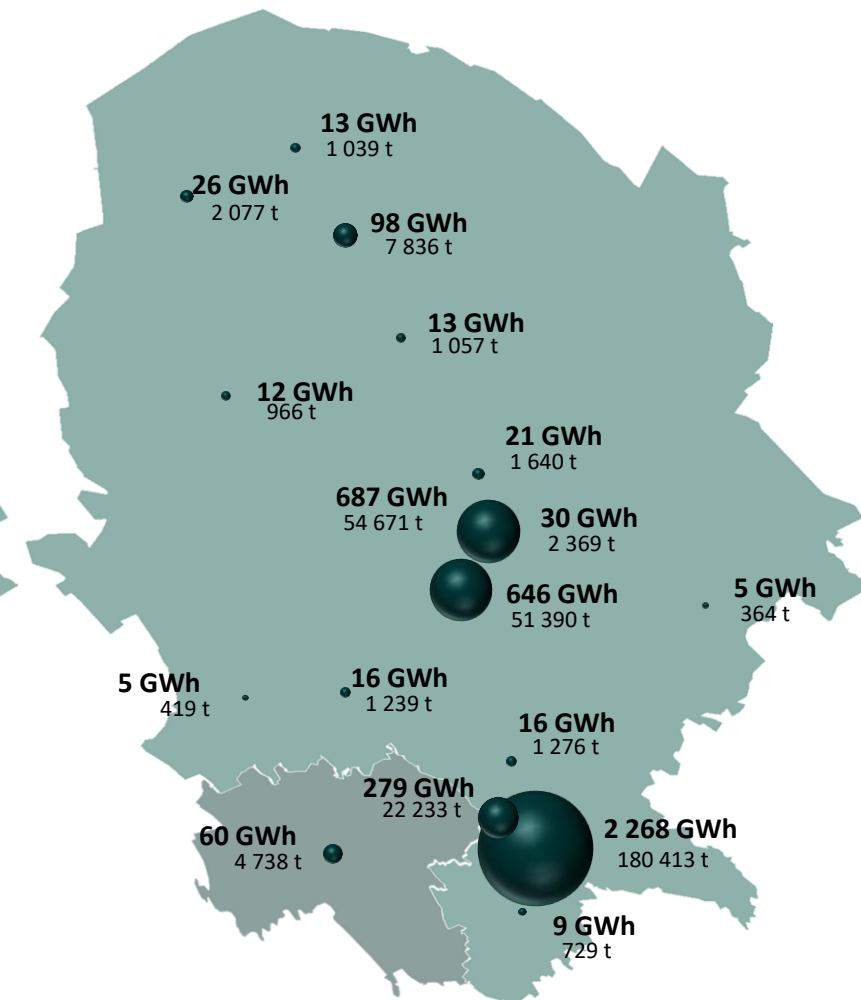 13 GWh
1 039 t
26 GWh
2 077 t
98 GWh
7 836 t
13 GWh
1 057 t
12 GWh
966 t
21 GWh
1 640 t
687 GWh
54 671 t
30 GWh
2 369 t
646 GWh
51 390 t
5 GWh
364 t
5 GWh
419 t
16 GWh
1 239 t
16 GWh
1 276 t
279 GWh
22 233 t
2 268 GWh
180 413 t
60 GWh
4 738 t
9 GWh
729 t